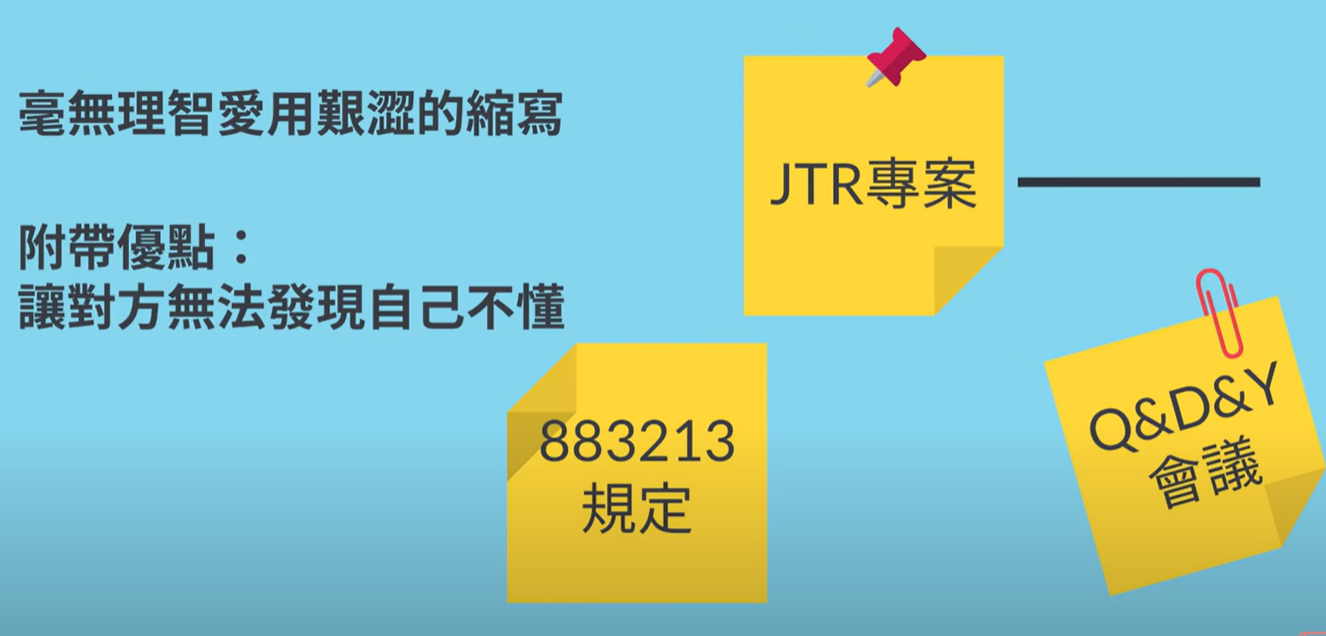 毫無理智愛用艱澀的縮寫
附帶優點：
讓對方無法發現自己不懂
JTR專案
883213
規定
Q&D&Y
會議